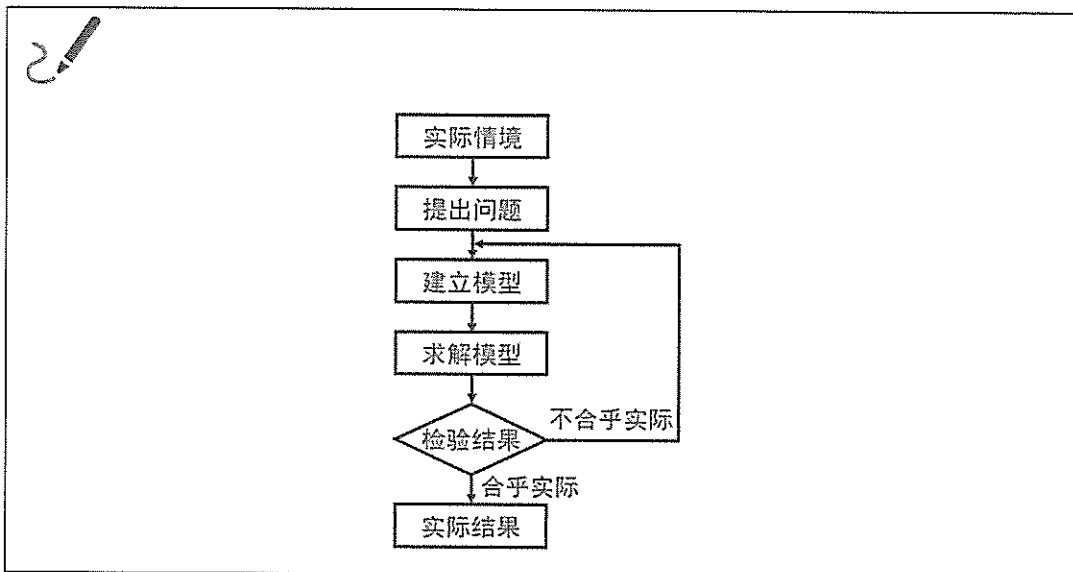 实际情境
提出问题
建立模型
求解模型
检验结果
不合乎实际
合乎实际
实际结果